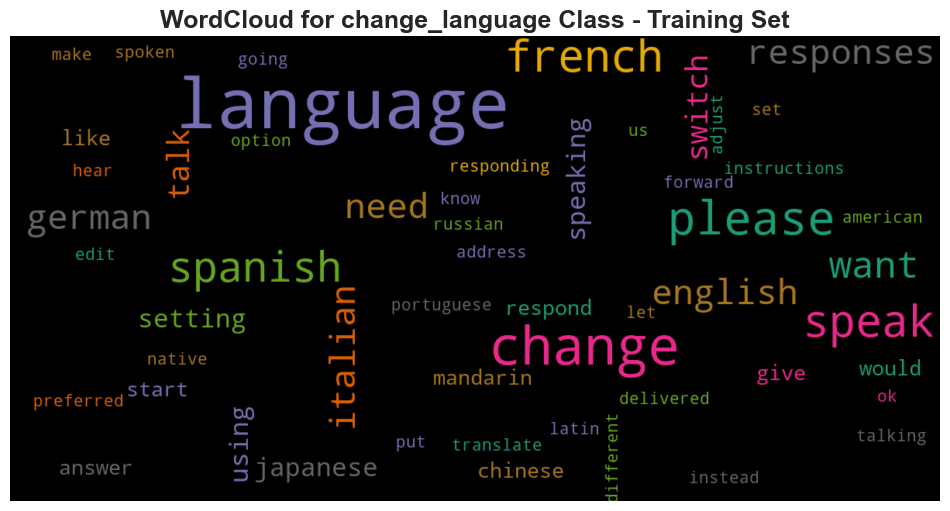 WordCloud for change_language Class - Training Set
make
spoken
going
french
responses
language
switch
adjust
set
like
talk
option
speaking
us
hear
responding
instructions
know
forward
german
need
russian
please
american
edit
address
spanish
want
italian
portuguese
respond
english
let
setting
speak
change
native
would
start
mandarin
give
preferred
delivered
ok
using
put
latin
different
translate
talking
answer
japanese
chinese
instead